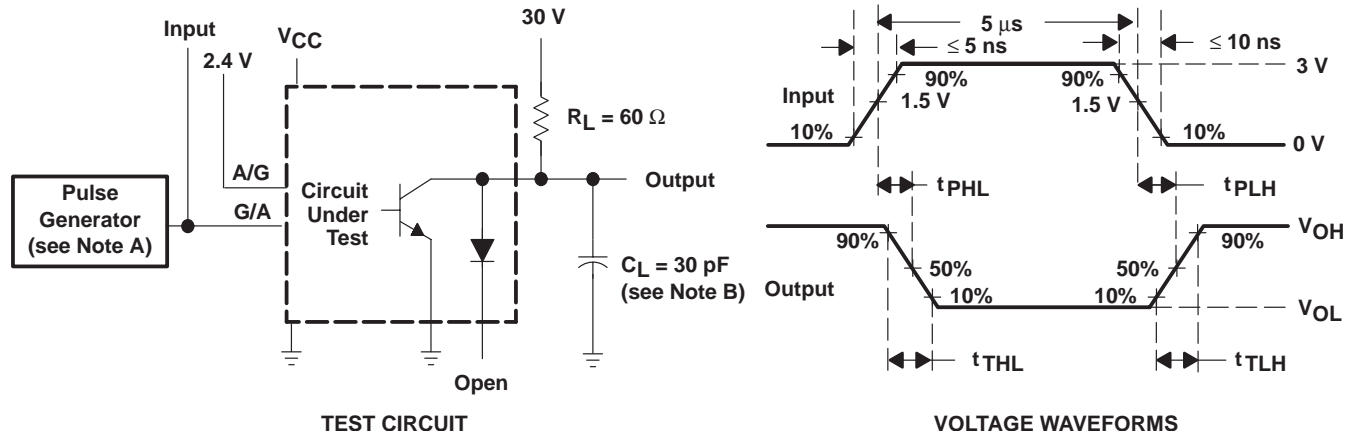 Input
2.4 V
VCC
30 V
RL = 60 Ω
A/G
G/A
Pulse
Generator
(see Note A)
Circuit
Under
Test
Output
CL = 30 pF
(see Note B)
Open
TEST CIRCUIT
5 μs
≤ 5 ns
≤ 10 ns
3 V
90%
90%
Input
1.5 V
1.5 V
10%
10%
0 V
tPHL
tPLH
VOH
90%
90%
50%
50%
Output
10%
10%
VOL
tTHL
tTLH
VOLTAGE WAVEFORMS